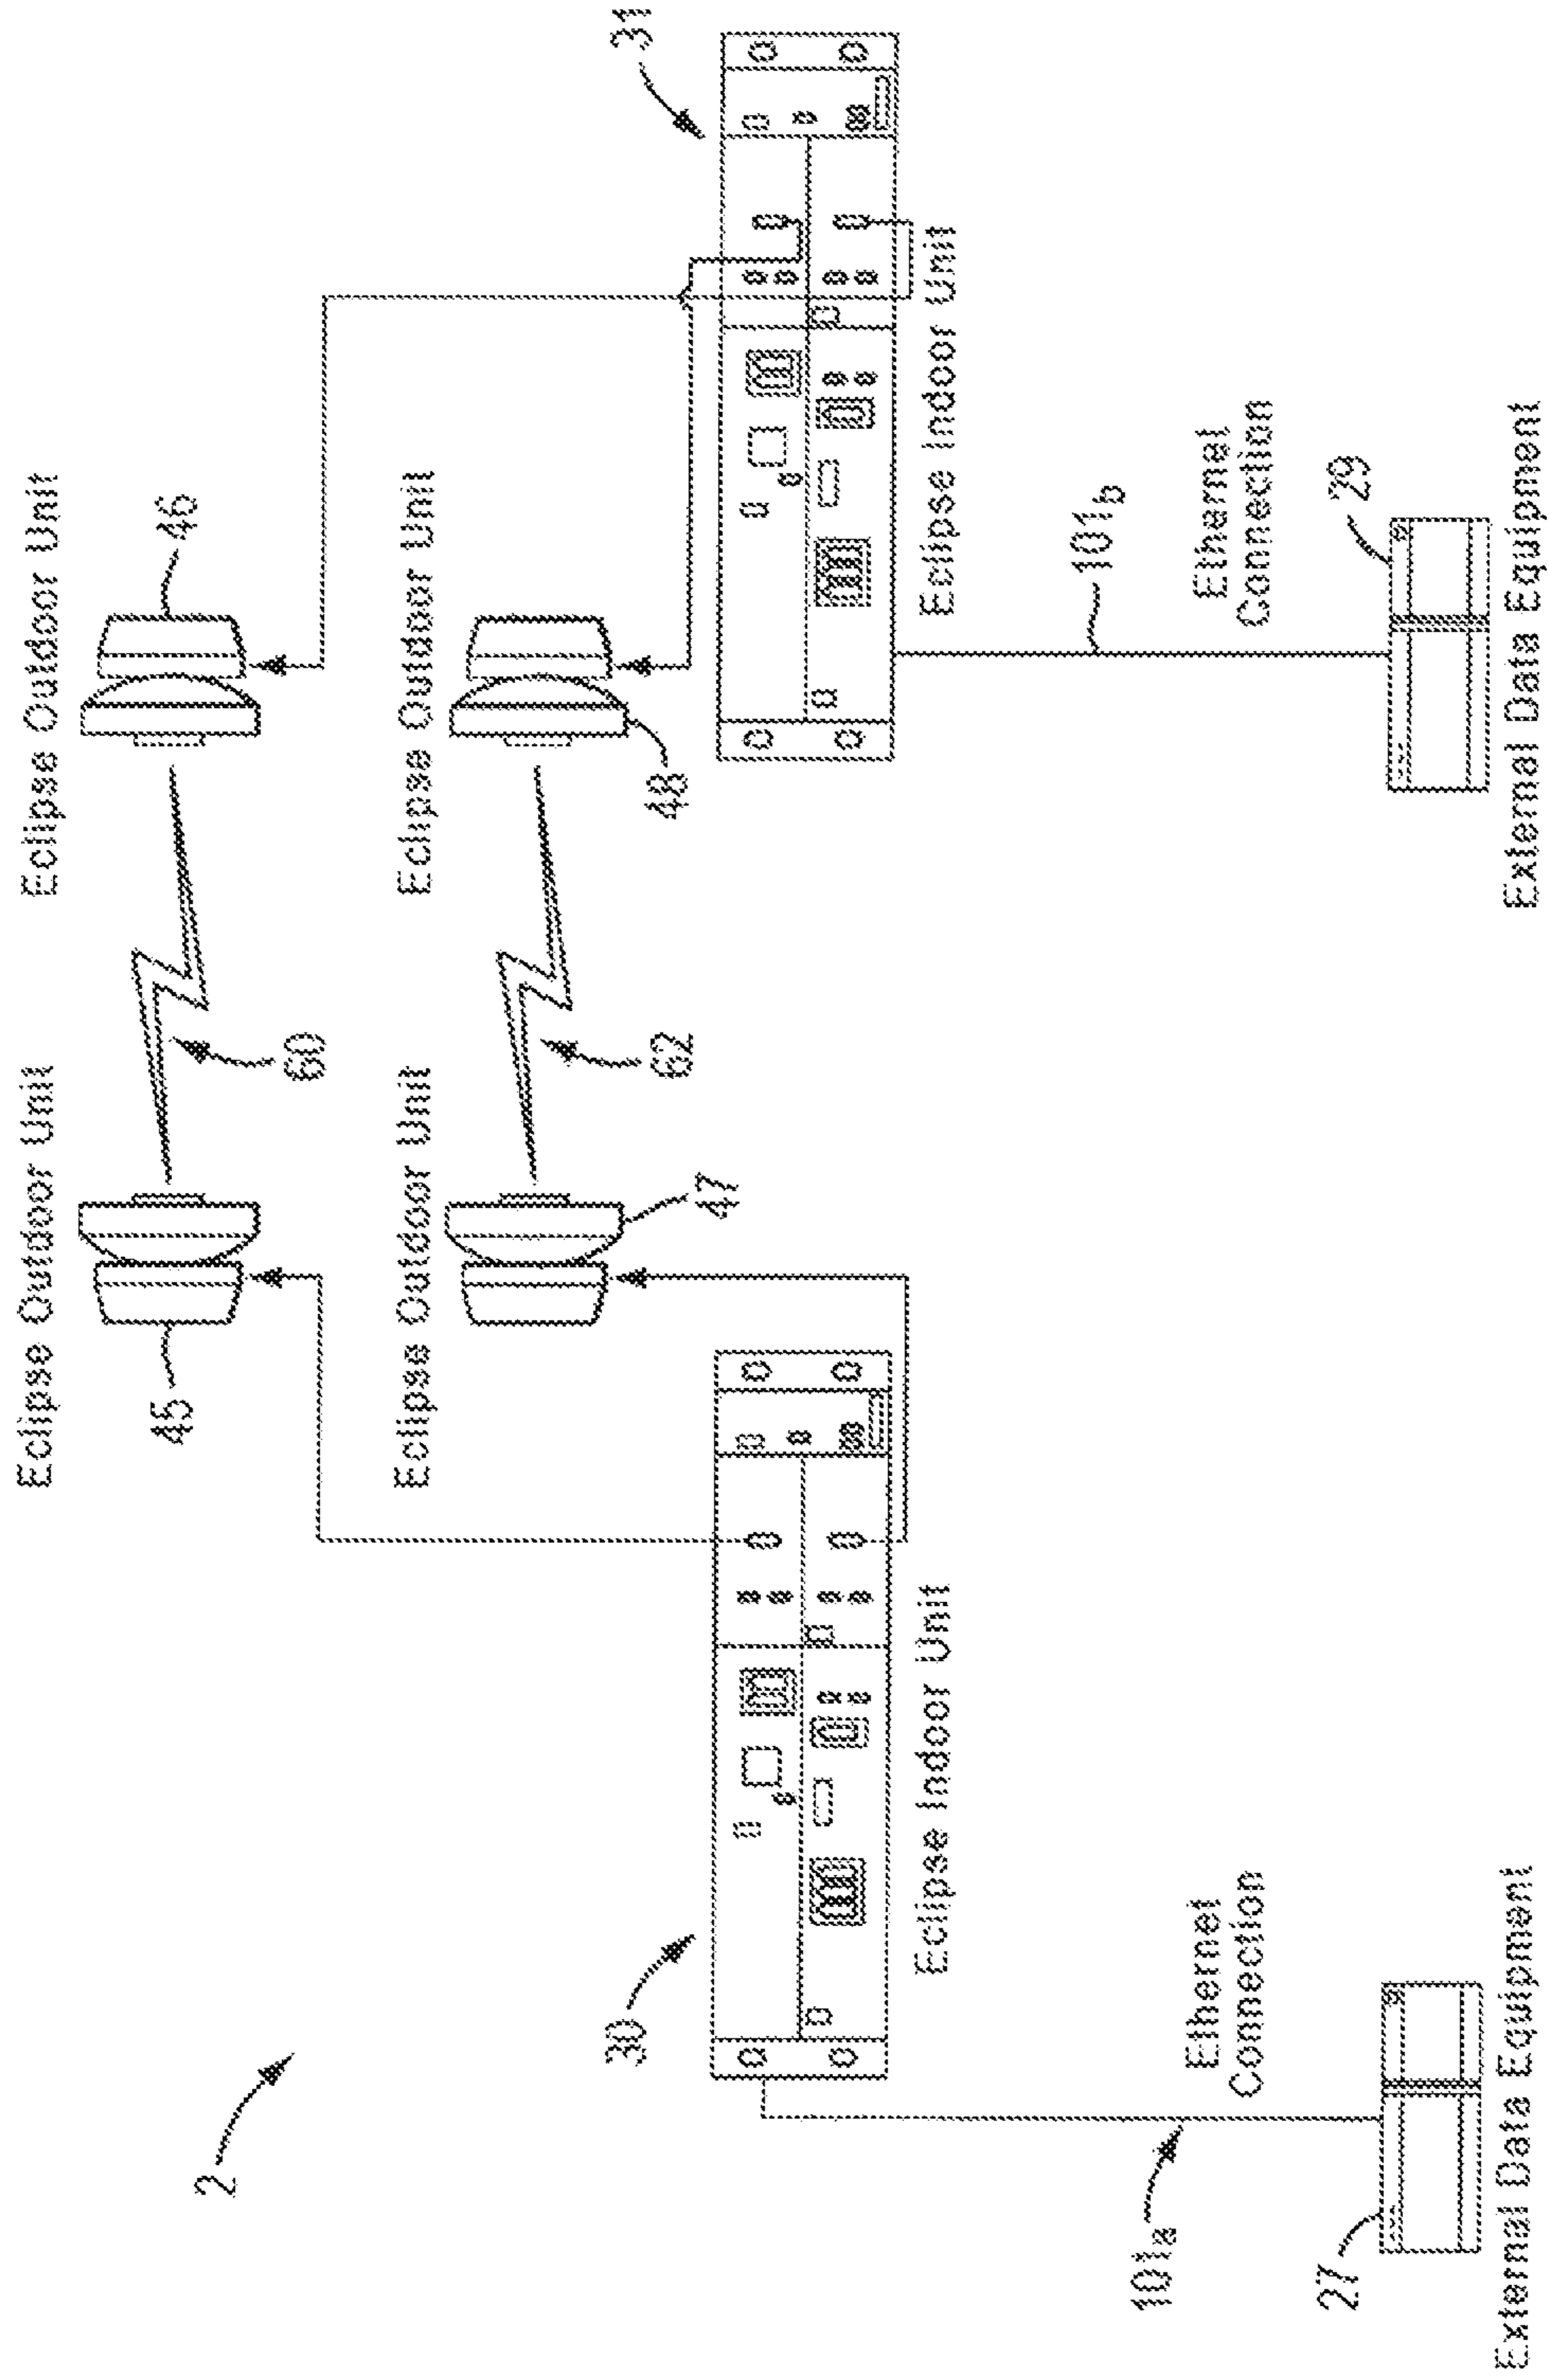 2
Eclipse Outdoor Unit
Eclipse Outdoor Unit
45
60
46
Eclipse Outdoor Unit
Eclipse Outdoor Unit
47
62
48
30
31
Eclipse Indoor Unit
Eclipse Indoor Unit
101a
Ethernet
Connection
101b
Ethernet
Connection
27
29
External Data Equipment
External Data Equipment